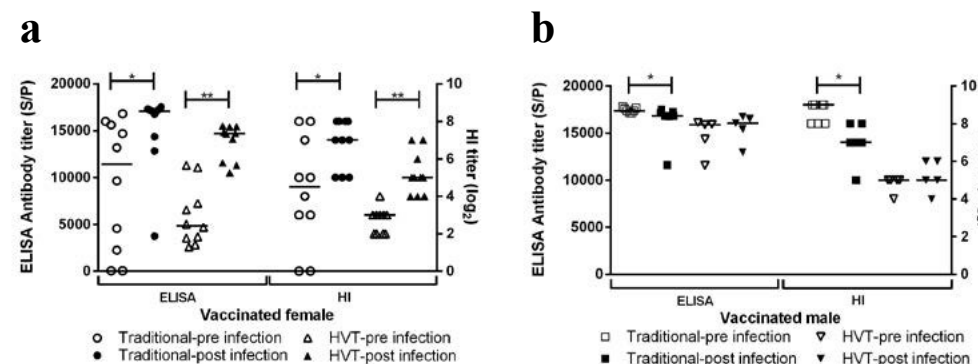 a
b
* ** * **
20000
15000
10000
5000
0
ELISA Antibody titer (S/P)
10
8
6
4
2
0
HI titer (log2)
ELISA HI
Vaccinated female
○ Traditional-pre infection △ HVT-pre infection
● Traditional-post infection ▲ HVT-post infection
* *
20000
15000
10000
5000
0
ELISA Antibody titer (S/P)
8
6
4
2
0
ELISA HI
Vaccinated male
□ Traditional-pre infection ▽ HVT-pre infection
■ Traditional-post infection ▼ HVT-post infection